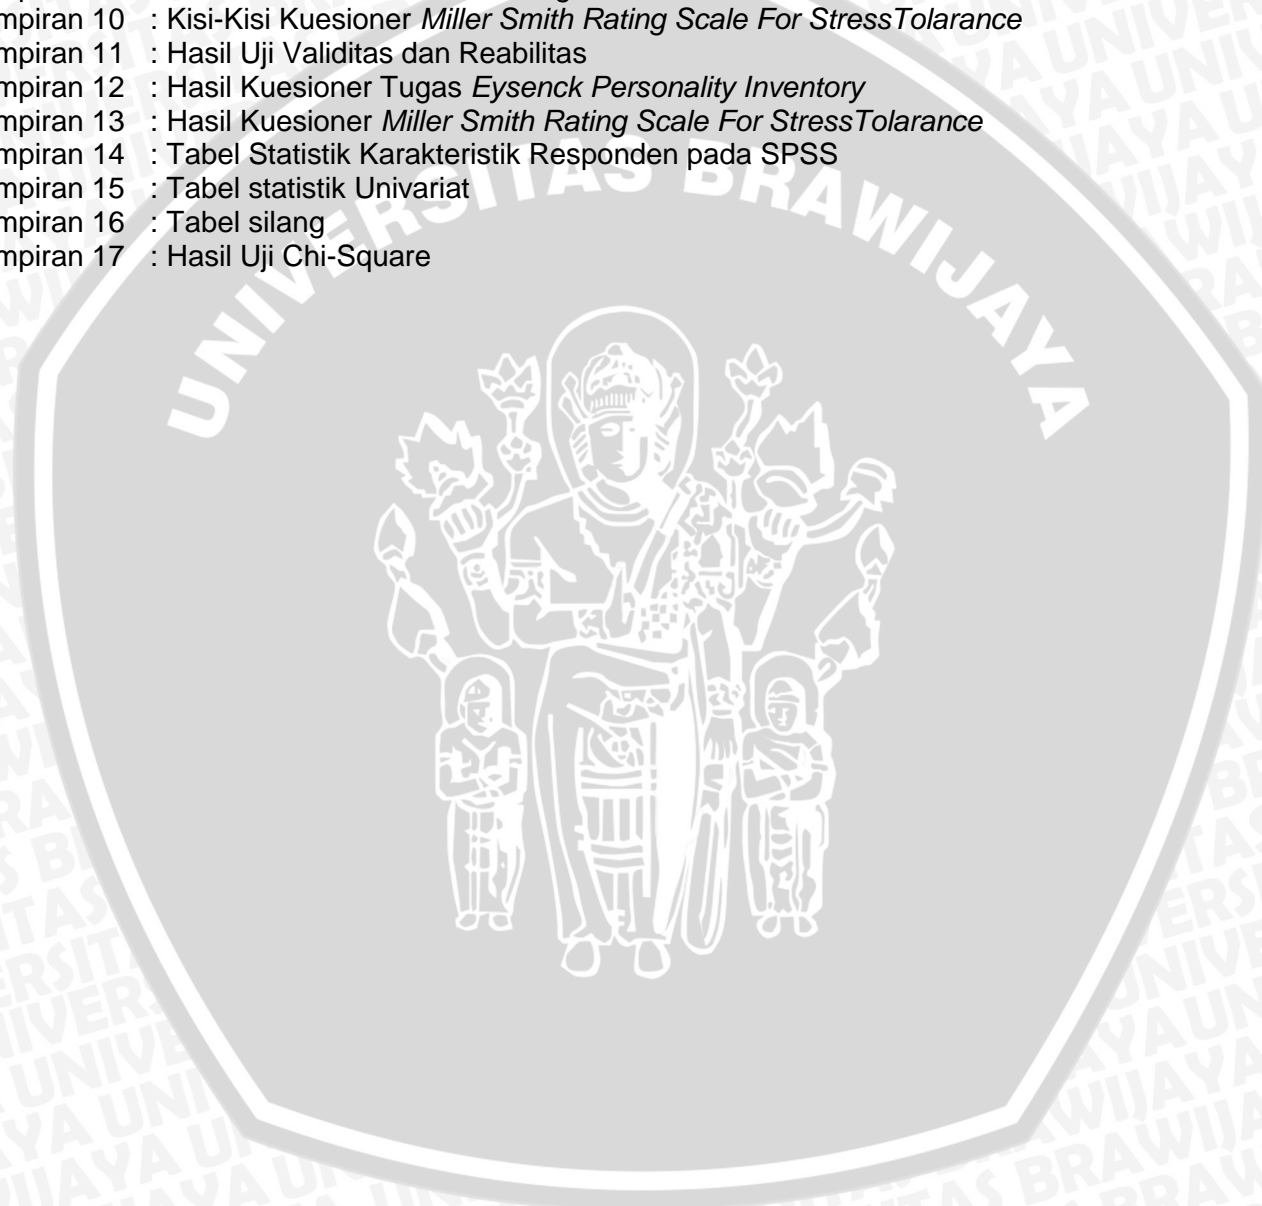 mpiran 10 : Kisi-Kisi Kuesioner Miller Smith Rating Scale For StressTolarance
mpiran 11 : Hasil Uji Validitas dan Reabilitas
mpiran 12 : Hasil Kuesioner Tugas Eysenck Personality Inventory
mpiran 13 : Hasil Kuesioner Miller Smith Rating Scale For StressTolarance
mpiran 14 : Tabel Statistik Karakteristik Responden pada SPSS
mpiran 15 : Tabel statistik Univariat
mpiran 16 : Tabel silang
mpiran 17 : Hasil Uji Chi-Square
UNIVERSITAS BRAWIJAYA